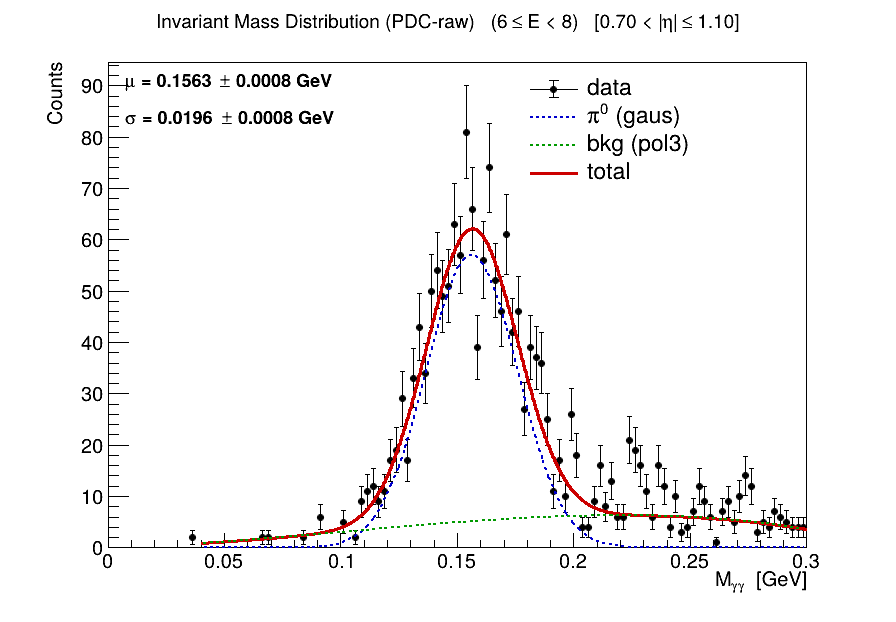 Invariant Mass Distribution (PDC-raw) (6 ≤ E < 8) [0.70 < |η| ≤ 1.10]
Counts
μ = 0.1563 ± 0.0008 GeV
σ = 0.0196 ± 0.0008 GeV
data
π⁰ (gaus)
bkg (pol3)
total
90
80
70
60
50
40
30
20
10
0
0 0.05 0.1 0.15 0.2 0.25 0.3
Mγγ [GeV]